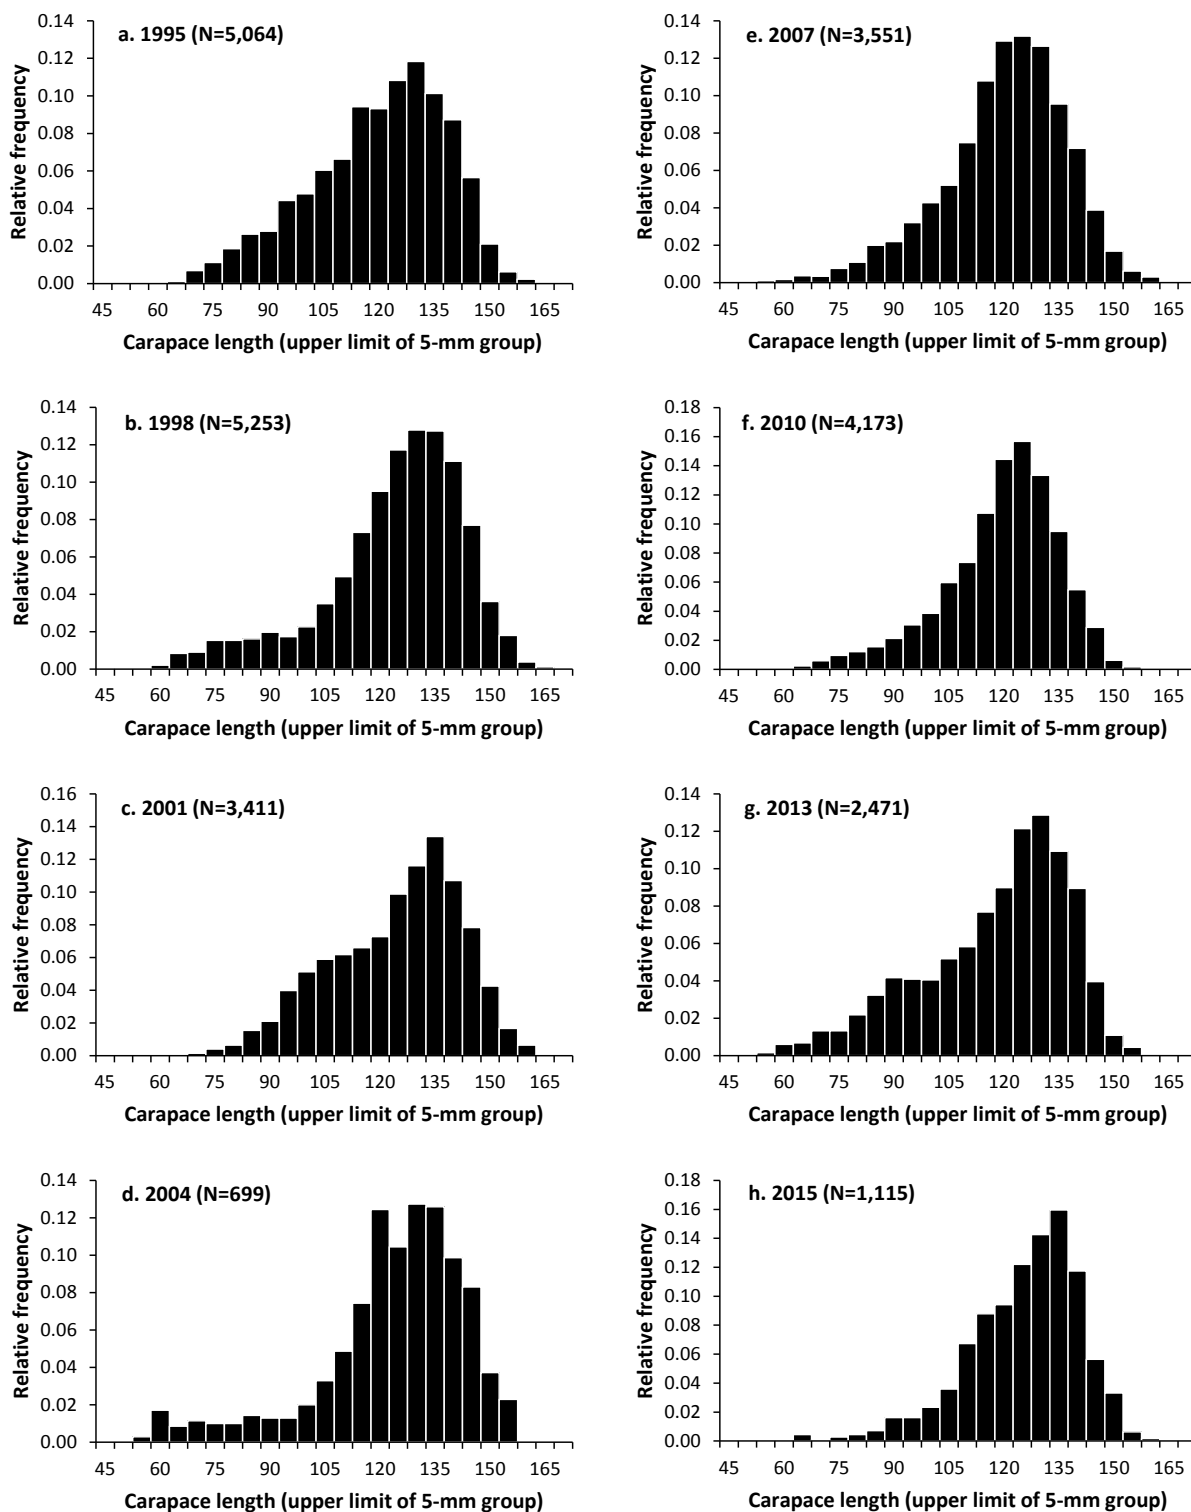 a. 1995 (N=5,064)
Relative frequency
0.14
0.12
0.10
0.08
0.06
0.04
0.02
0.00
45 60 75 90 105 120 135 150 165
Carapace length (upper limit of 5-mm group)
b. 1998 (N=5,253)
Relative frequency
0.14
0.12
0.10
0.08
0.06
0.04
0.02
0.00
45 60 75 90 105 120 135 150 165
Carapace length (upper limit of 5-mm group)
c. 2001 (N=3,411)
Relative frequency
0.16
0.14
0.12
0.10
0.08
0.06
0.04
0.02
0.00
45 60 75 90 105 120 135 150 165
Carapace length (upper limit of 5-mm group)
d. 2004 (N=699)
Relative frequency
0.14
0.12
0.10
0.08
0.06
0.04
0.02
0.00
45 60 75 90 105 120 135 150 165
Carapace length (upper limit of 5-mm group)
e. 2007 (N=3,551)
Relative frequency
0.14
0.12
0.10
0.08
0.06
0.04
0.02
0.00
45 60 75 90 105 120 135 150 165
Carapace length (upper limit of 5-mm group)
f. 2010 (N=4,173)
Relative frequency
0.18
0.16
0.14
0.12
0.10
0.08
0.06
0.04
0.02
0.00
45 60 75 90 105 120 135 150 165
Carapace length (upper limit of 5-mm group)
g. 2013 (N=2,471)
Relative frequency
0.14
0.12
0.10
0.08
0.06
0.04
0.02
0.00
45 60 75 90 105 120 135 150 165
Carapace length (upper limit of 5-mm group)
h. 2015 (N=1,115)
Relative frequency
0.18
0.16
0.14
0.12
0.10
0.08
0.06
0.04
0.02
0.00
45 60 75 90 105 120 135 150 165
Carapace length (upper limit of 5-mm group)